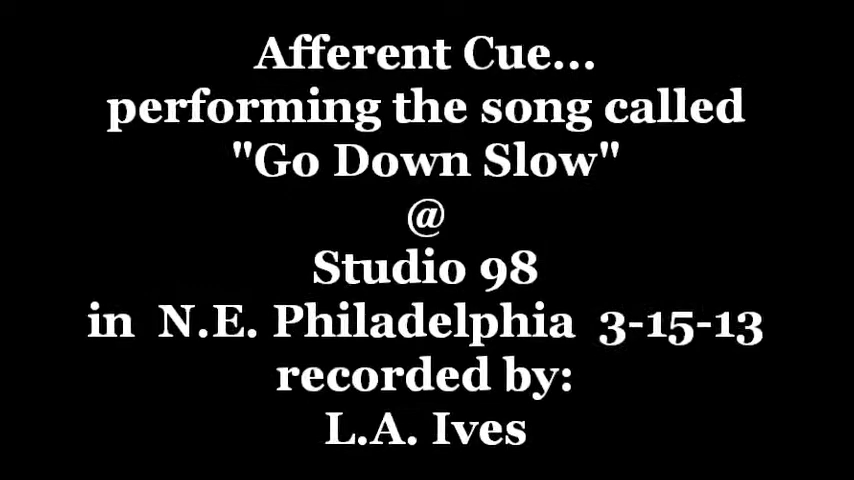 Afferent Cue...
performing the song called
"Go Down Slow"
@
Studio 98
in N.E. Philadelphia 3-15-13
recorded by:
L.A. Ives